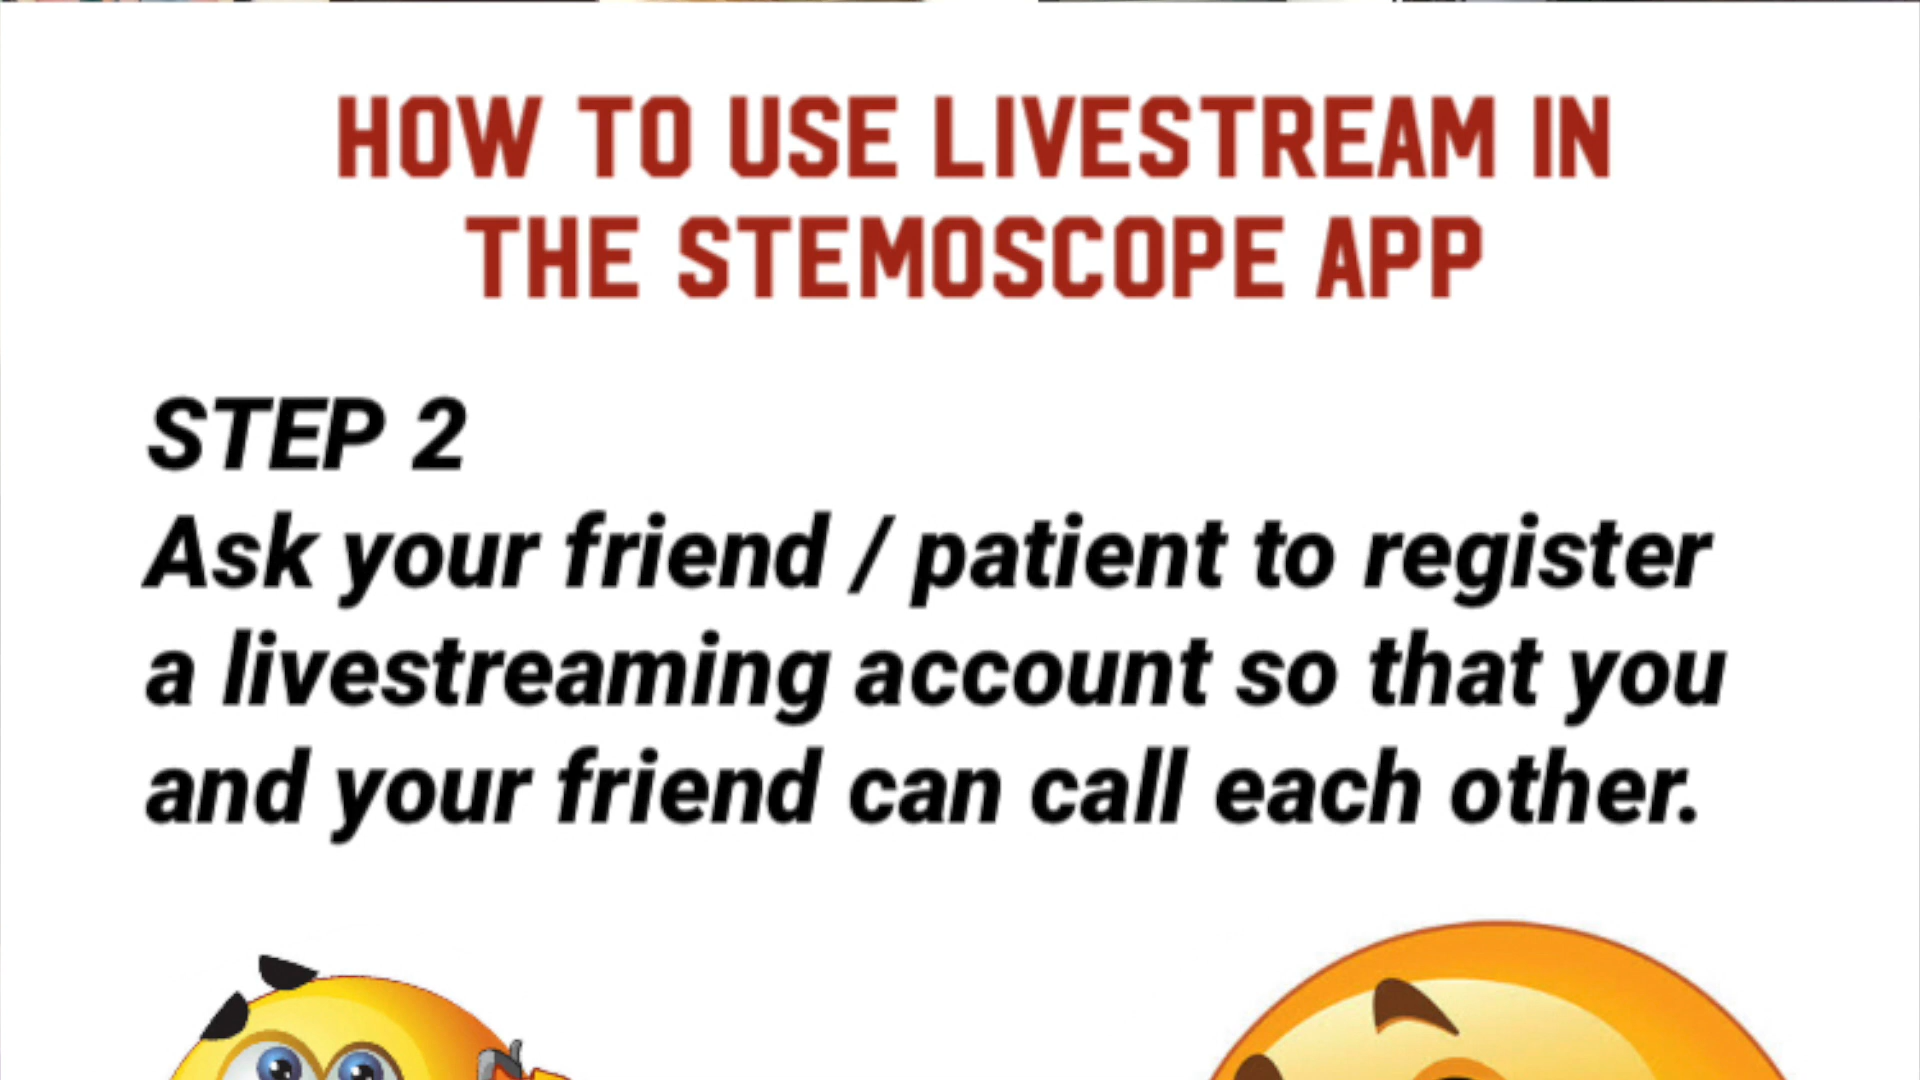 HOW TO USE LIVESTREAM IN
THE STEMOSCOPE APP
STEP 2
Ask your friend / patient to register
a livestreaming account so that you
and your friend can call each other.